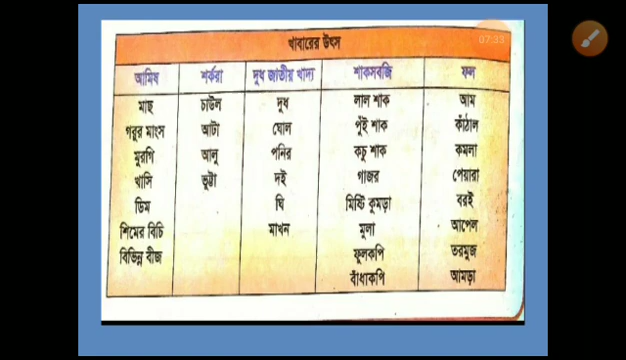 খাবারের উৎস
07:33
আমিষ শর্করা দুধ জাতীয় খাদ্য শাকসবজি ফল
মাছ চাউল দুধ লাল শাক আম
গরুর মাংস আটা ঘোল পুঁই শাক কাঁঠাল
মুরগি আলু পনির কচু শাক কমলা
খাসি ভুট্টা দই গাজর পেয়ারা
ডিম ঘি মিষ্টি কুমড়া বরই
শিমের বিচি মাখন মুলা আপেল
বিভিন্ন বীজ ফুলকপি তরমুজ
বাঁধাকপি আমড়া